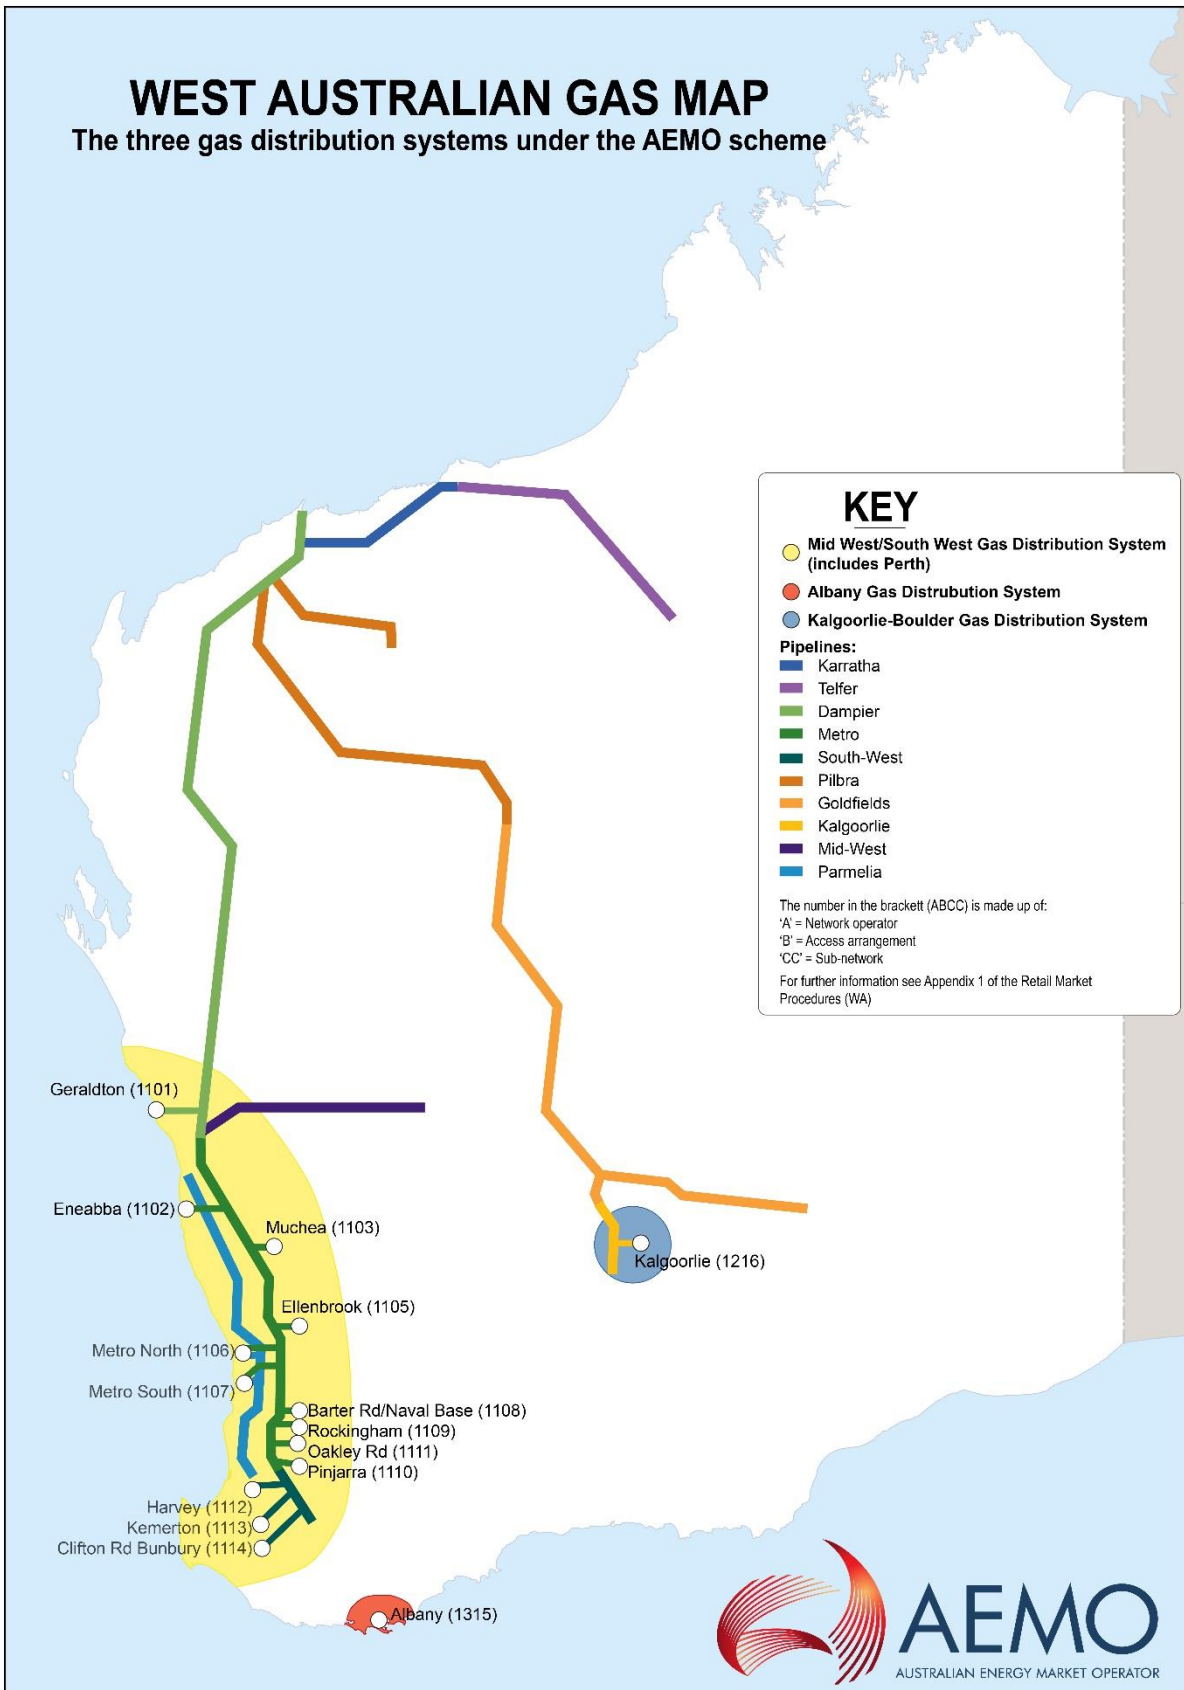 WEST AUSTRALIAN GAS MAP
The three gas distribution systems under the AEMO scheme
KEY
Mid West/South West Gas Distribution System
(includes Perth)
Albany Gas Distrubution System
Kalgoorlie-Boulder Gas Distribution System
Pipelines:
Karratha
Telfer
Dampier
Metro
South-West
Pilbra
Goldfields
Kalgoorlie
Mid-West
Parmelia
The number in the brackett (ABCC) is made up of:
‘A’ = Network operator
‘B’ = Access arrangement
‘CC’ = Sub-network
For further information see Appendix 1 of the Retail Market
Procedures (WA)
Geraldton (1101)
Eneabba (1102)
Muchea (1103)
Kalgoorlie (1216)
Ellenbrook (1105)
Metro North (1106)
Metro South (1107)
Barter Rd/Naval Base (1108)
Rockingham (1109)
Oakley Rd (1111)
Pinjarra (1110)
Harvey (1112)
Kemerton (1113)
Clifton Rd Bunbury (1114)
Albany (1315)
AEMO
AUSTRALIAN ENERGY MARKET OPERATOR